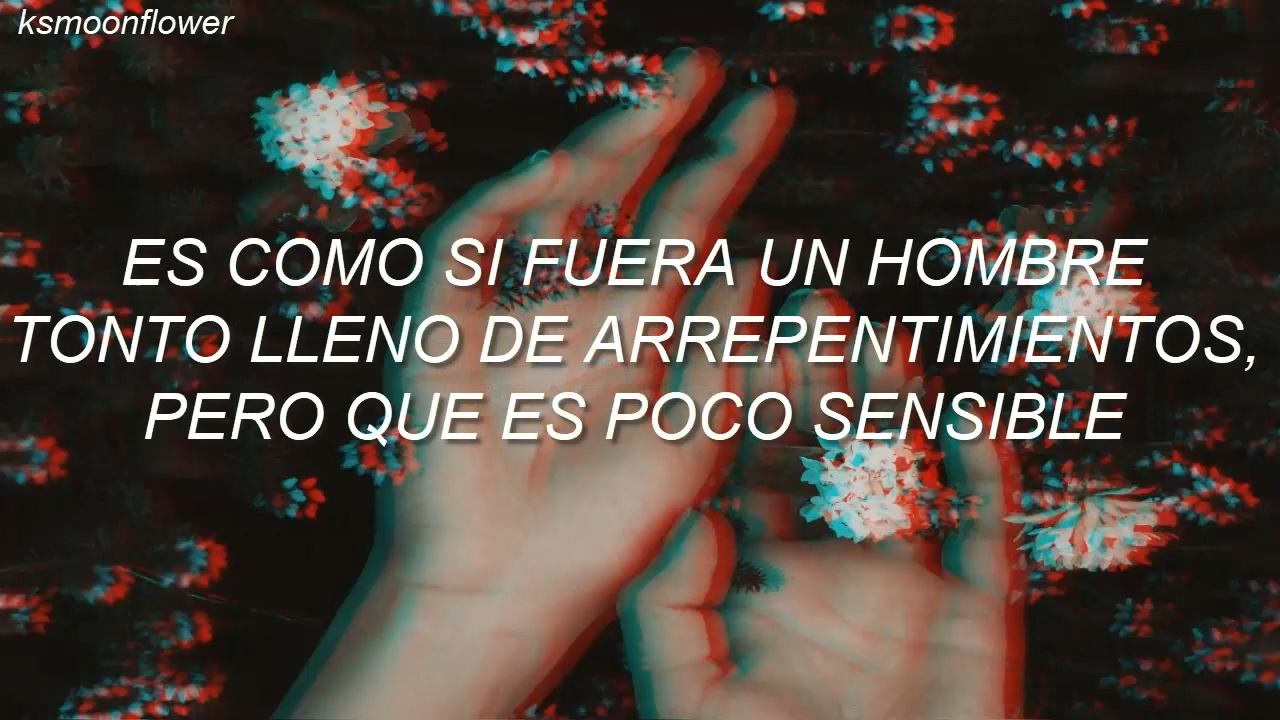 ksmoonflower
ES COMO SI FUERA UN HOMBRE
TONTO LLENO DE ARREPENTIMIENTOS,
PERO QUE ES POCO SENSIBLE